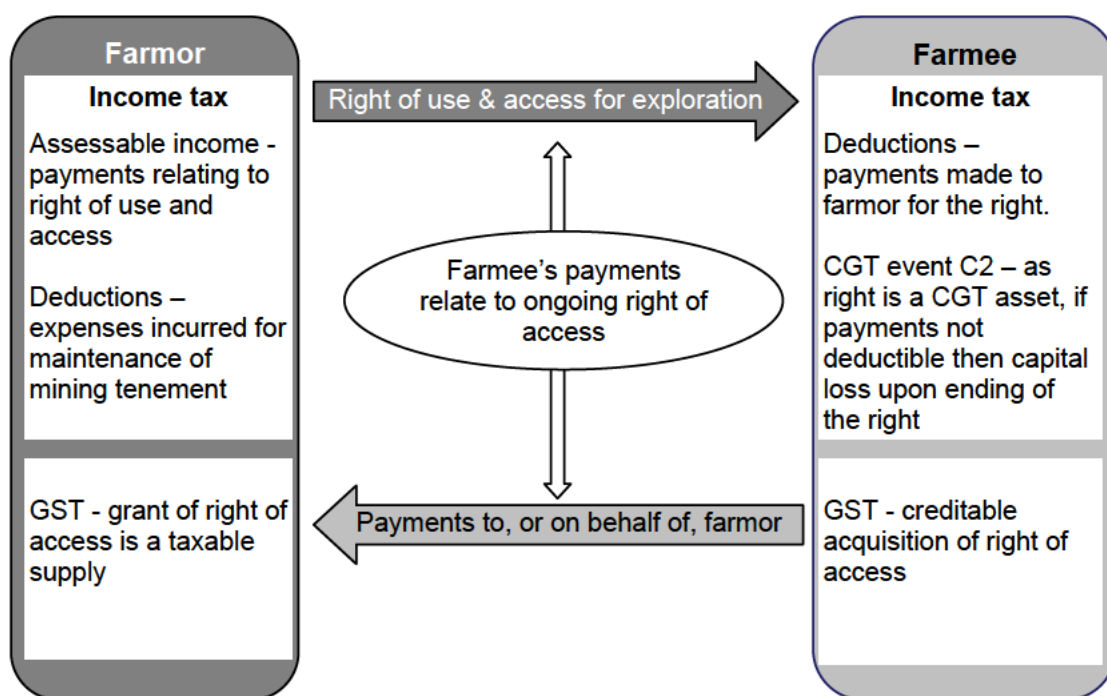 Farmor
Income tax
Assessable income -
payments relating to
right of use and
access
Deductions –
expenses incurred for
maintenance of
mining tenement
GST - grant of right of
access is a taxable
supply
Right of use & access for exploration
Farmee's payments
relate to ongoing right of
access
Payments to, or on behalf of, farmor
Farmee
Income tax
Deductions –
payments made to
farmor for the right.
CGT event C2 – as
right is a CGT asset, if
payments not
deductible then capital
loss upon ending of
the right
GST - creditable
acquisition of right of
access